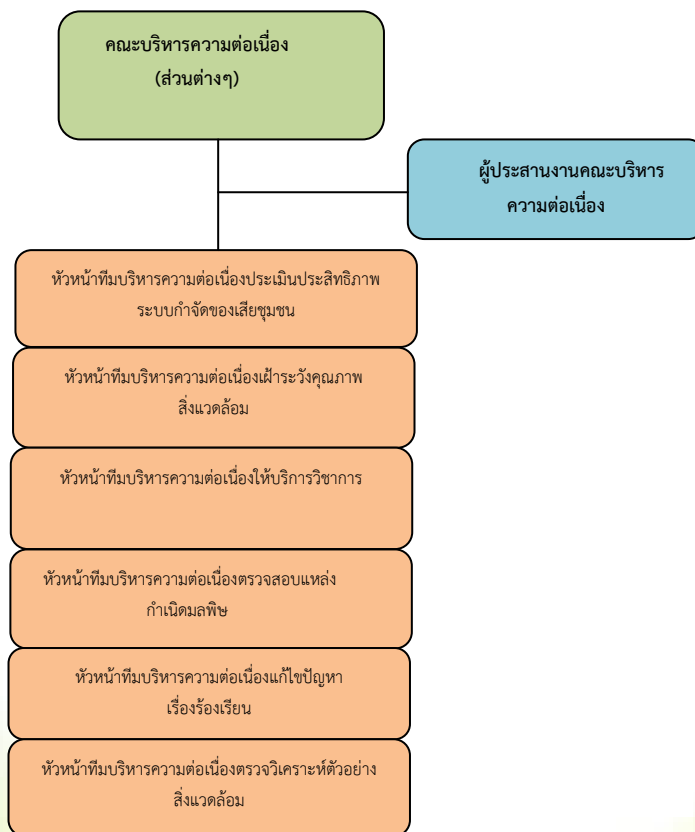 คณะบริหารความต่อเนื่อง
(ส่วนต่างๆ)
ผู้ประสานงานคณะบริหาร
ความต่อเนื่อง
หัวหน้าทีมบริหารความต่อเนื่องประเมินประสิทธิภาพ
ระบบกำจัดของเสียชุมชน
หัวหน้าทีมบริหารความต่อเนื่องเฝ้าระวังคุณภาพ
สิ่งแวดล้อม
หัวหน้าทีมบริหารความต่อเนื่องให้บริการวิชาการ
หัวหน้าทีมบริหารความต่อเนื่องตรวจสอบแหล่ง
กำเนิดมลพิษ
หัวหน้าทีมบริหารความต่อเนื่องแก้ไขปัญหา
เรื่องร้องเรียน
หัวหน้าทีมบริหารความต่อเนื่องตรวจวิเคราะห์ตัวอย่าง
สิ่งแวดล้อม